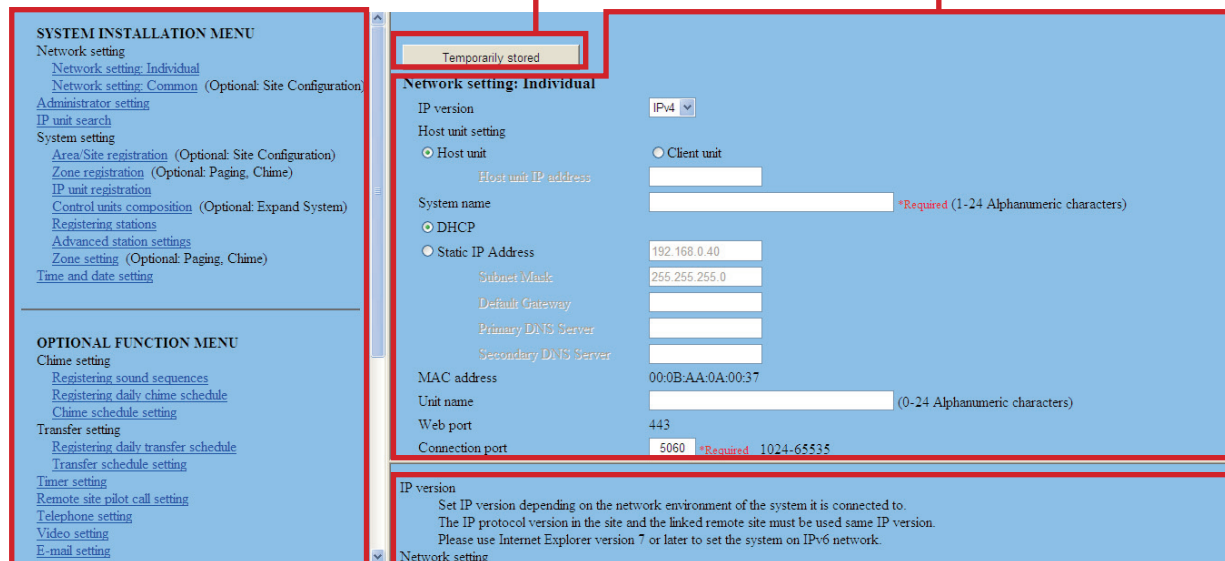 SYSTEM INSTALLATION MENU
Network setting
Network setting: Individual
Network setting: Common (Optional: Site Configuration)
Administrator setting
IP unit search
System setting
Area/Site registration (Optional: Site Configuration)
Zone registration (Optional: Paging, Chime)
IP unit registration
Control units composition (Optional: Expand System)
Registering stations
Advanced station settings
Zone setting (Optional: Paging, Chime)
Time and date setting
OPTIONAL FUNCTION MENU
Chime setting
Registering sound sequences
Registering daily chime schedule
Chime schedule setting
Transfer setting
Registering daily transfer schedule
Transfer schedule setting
Timer setting
Remote site pilot call setting
Telephone setting
Video setting
E-mail setting
Temporarily stored
Network setting: Individual
IP version IPv4
Host unit setting
Host unit Client unit
Host unit IP address
System name *Required (1-24 Alphanumeric characters)
DHCP
Static IP Address 192.168.0.40
Subnet Mask 255.255.255.0
Default Gateway
Primary DNS Server
Secondary DNS Server
MAC address 00:0B:AA:0A:00:37
Unit name (0-24 Alphanumeric characters)
Web port 443
Connection port 5060 *Required 1024-65535
IP version
Set IP version depending on the network environment of the system it is connected to.
The IP protocol version in the site and the linked remote site must be used same IP version.
Please use Internet Explorer version 7 or later to set the system on IPv6 network.
Network setting